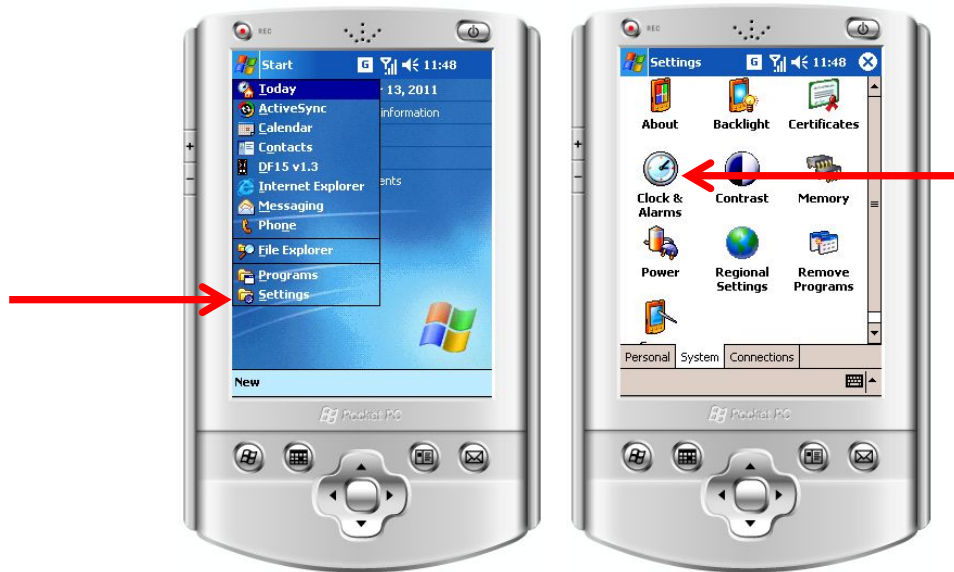 REC
Start
G
11:48
Today
13, 2011
ActiveSync
information
Calendar
Contacts
DF15 v1.3
Internet Explorer
ents
Messaging
Phone
File Explorer
Programs
Settings
New
Pocket PC
REC
Settings
G
11:48
About Backlight Certificates
Clock & Contrast Memory
Alarms
Power Regional Remove
Settings Programs
Personal System Connections
Pocket PC